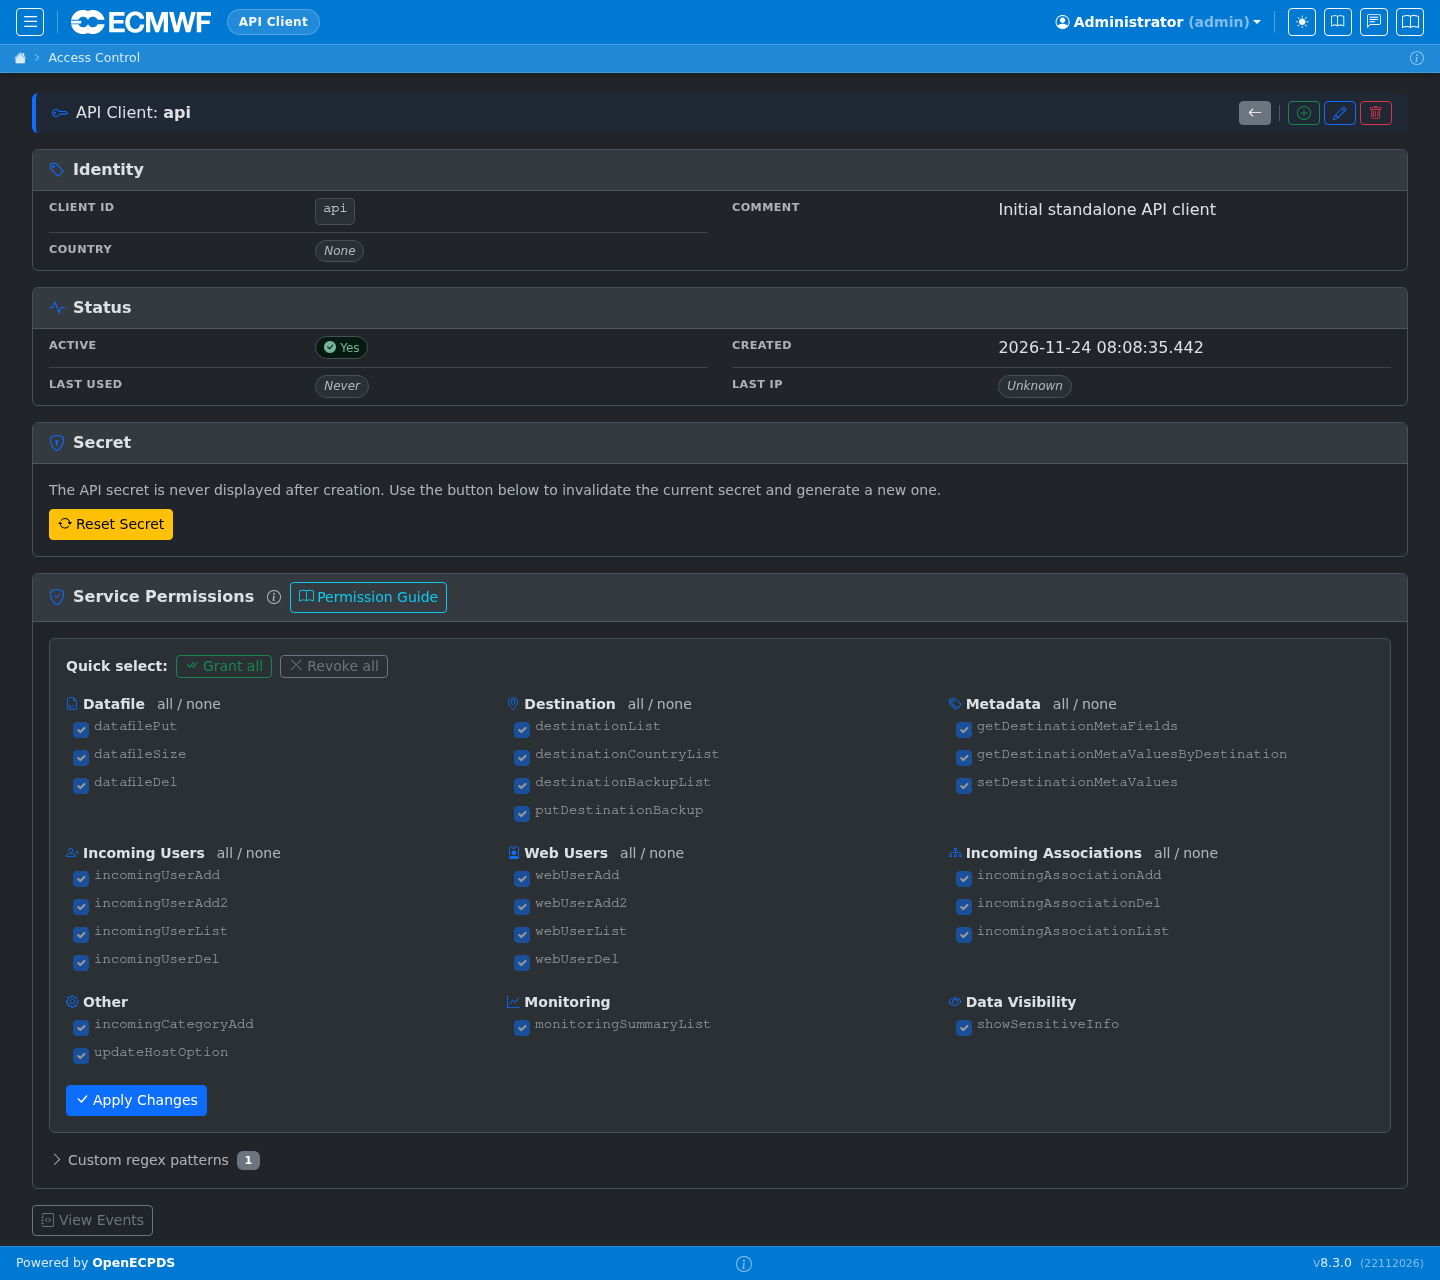 ECMWF API Client Administrator (admin)
Access Control
API Client: api
Identity
CLIENT ID api COMMENT Initial standalone API client
COUNTRY None
Status
ACTIVE Yes CREATED 2026-11-24 08:08:35.442
LAST USED Never LAST IP Unknown
Secret
The API secret is never displayed after creation. Use the button below to invalidate the current secret and generate a new one.
Reset Secret
Service Permissions Permission Guide
Quick select: Grant all Revoke all
Datafile all / none
datafilePut
datafileSize
datafileDel
Destination all / none
destinationList
destinationCountryList
destinationBackupList
putDestinationBackup
Metadata all / none
getDestinationMetaFields
getDestinationMetaValuesByDestination
setDestinationMetaValues
Incoming Users all / none
incomingUserAdd
incomingUserAdd2
incomingUserList
incomingUserDel
Web Users all / none
webUserAdd
webUserAdd2
webUserList
webUserDel
Incoming Associations all / none
incomingAssociationAdd
incomingAssociationDel
incomingAssociationList
Other
incomingCategoryAdd
updateHostOption
Monitoring
monitoringSummaryList
Data Visibility
showSensitiveInfo
Apply Changes
Custom regex patterns 1
View Events
Powered by OpenECPDS v8.3.0 (22112026)